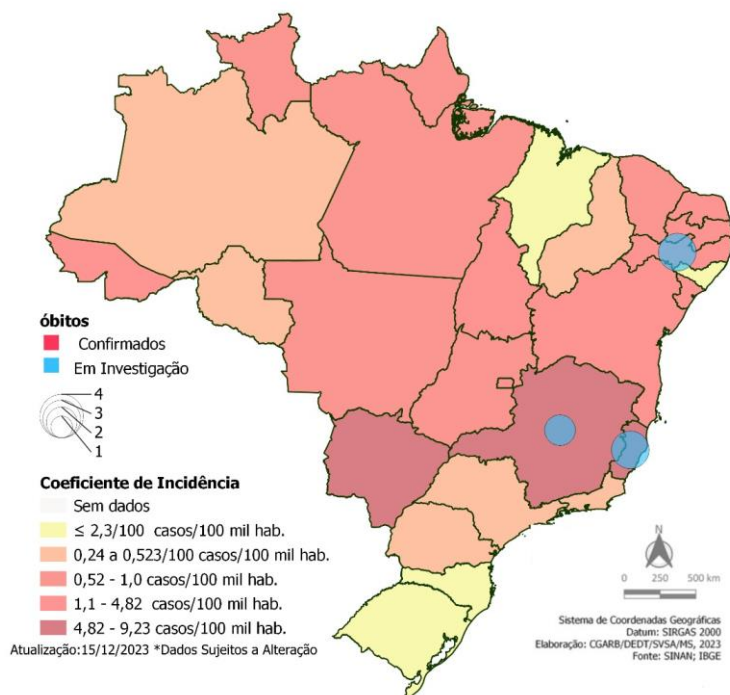 óbitos
Confirmados
Em Investigação
4
3
2
1
Coeficiente de Incidência
Sem dados
≤ 2,3/100 casos/100 mil hab.
0,24 a 0,523/100 casos/100 mil hab.
0,52 - 1,0 casos/100 mil hab.
1,1 - 4,82 casos/100 mil hab.
4,82 - 9,23 casos/100 mil hab.
Atualização:15/12/2023 *Dados Sujeitos a Alteração
N
0 250 500 km
Sistema de Coordenadas Geográficas
Datum: SIRGAS 2000
Elaboração: CGARB/DEDT/SVSA/MS, 2023
Fonte: SINAN; IBGE